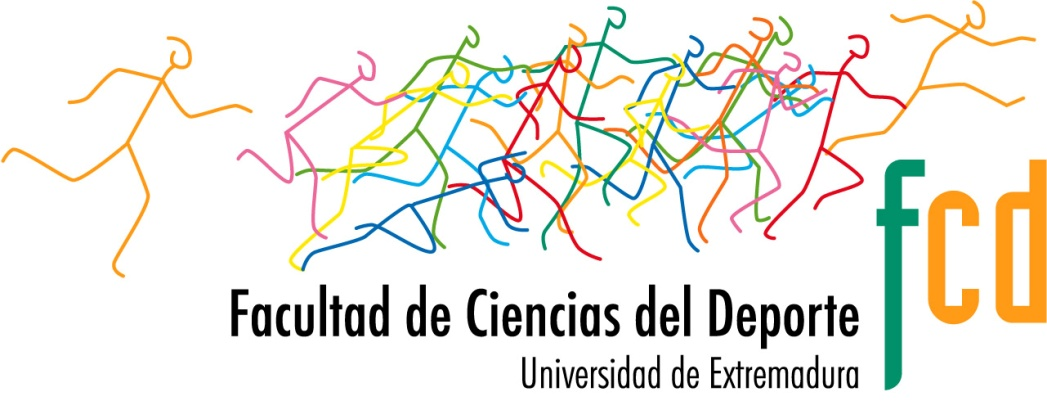 fcd
Facultad de Ciencias del Deporte
Universidad de Extremadura